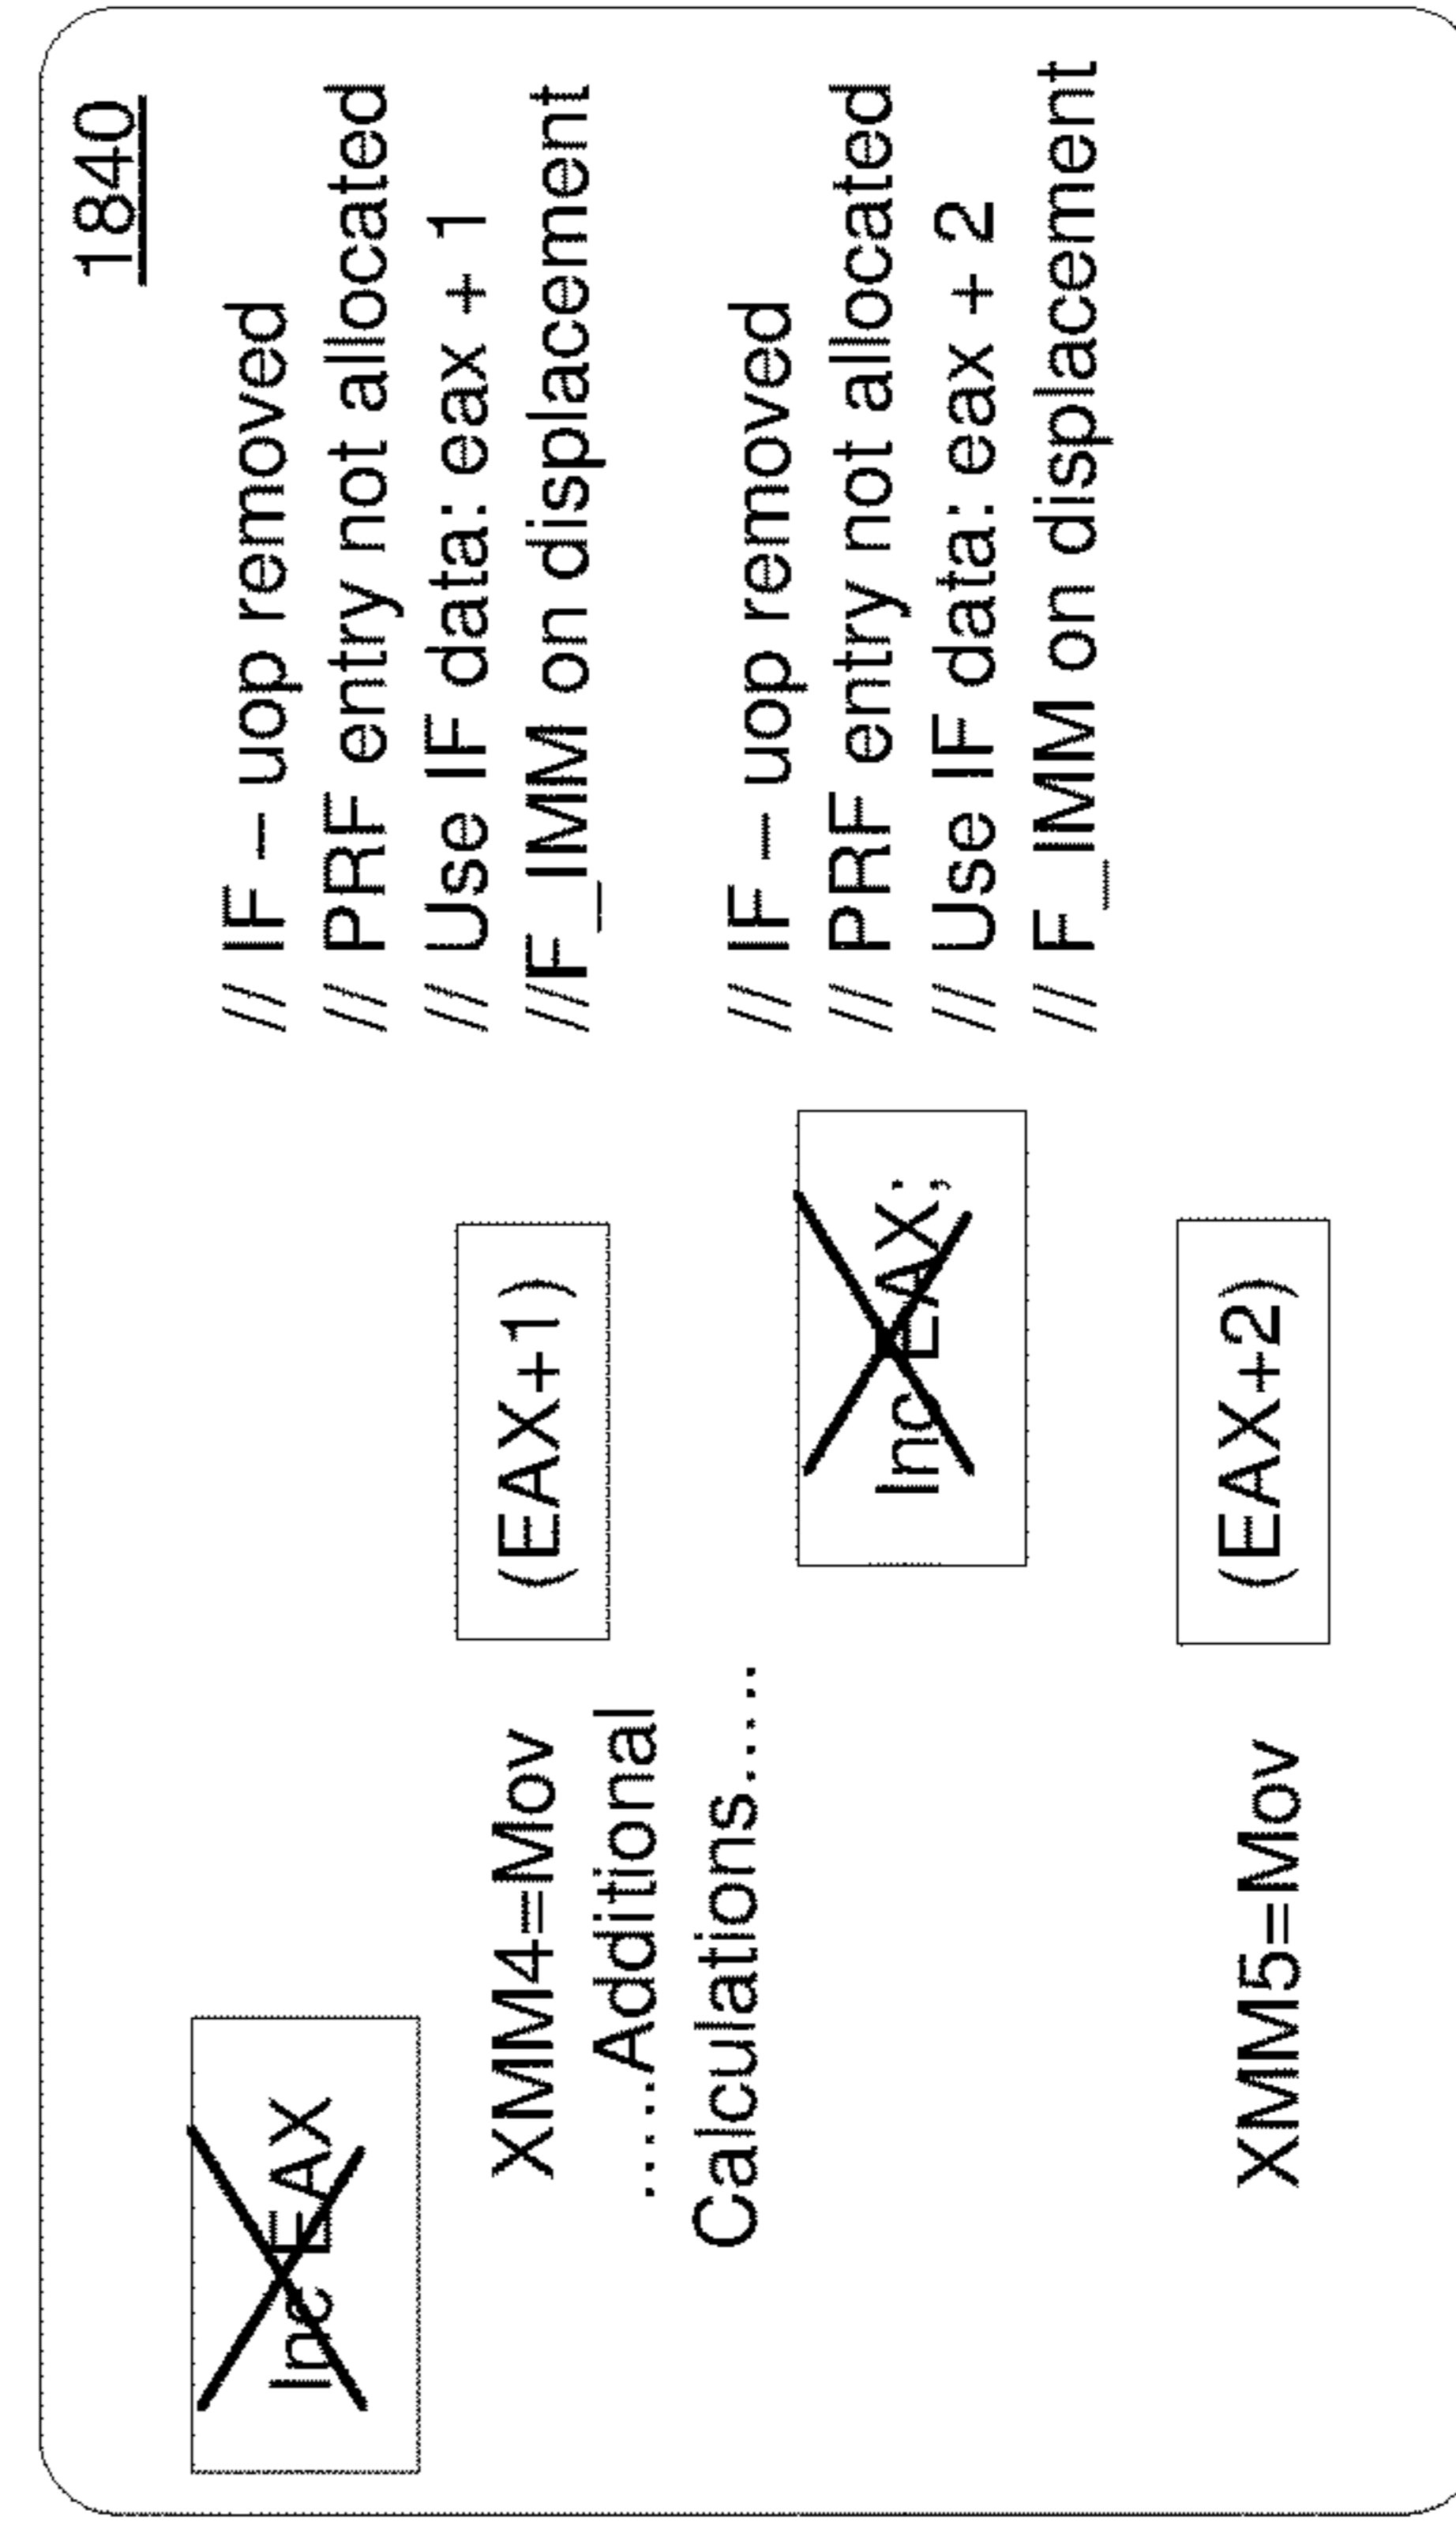 1840
Inc EAX // IF – uop removed
// PRF entry not allocated
XMM4=Mov (EAX+1) // Use IF data: eax + 1
.....Additional //F_IMM on displacement
Calculations.....
Inc EAX; // IF – uop removed
// PRF entry not allocated
// Use IF data: eax + 2
// F_IMM on displacement
XMM5=Mov (EAX+2)